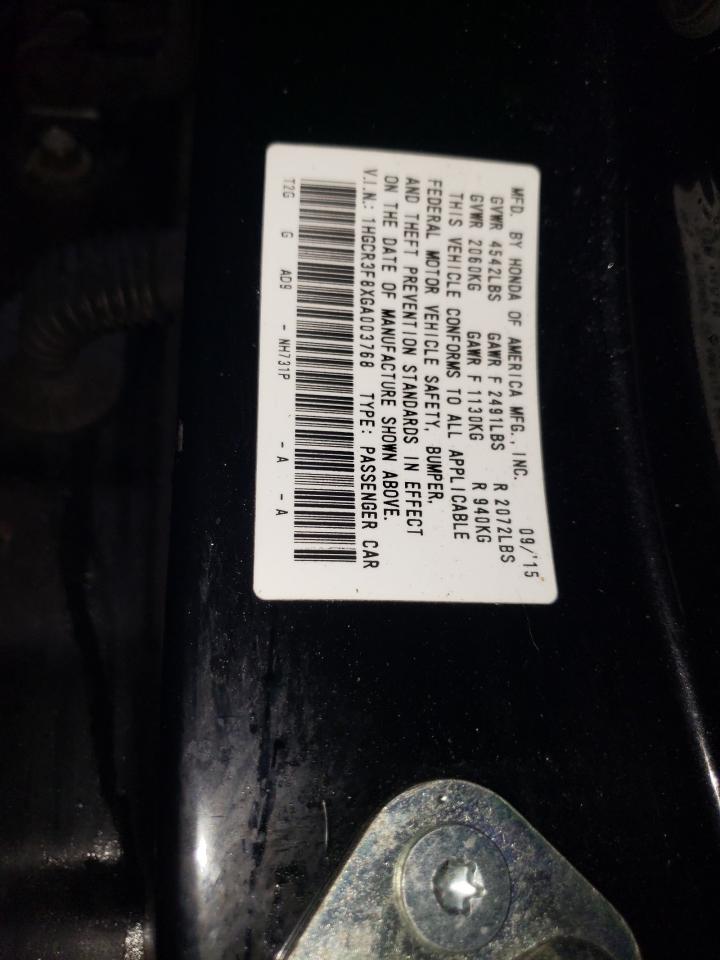 MFD. BY HONDA OF AMERICA MFG., INC. 09/'15
GVWR 4542LBS GAWR F 2491LBS R 2072LBS
GVWR 2060KG GAWR F 1130KG R 940KG
THIS VEHICLE CONFORMS TO ALL APPLICABLE
FEDERAL MOTOR VEHICLE SAFETY, BUMPER,
AND THEFT PREVENTION STANDARDS IN EFFECT
ON THE DATE OF MANUFACTURE SHOWN ABOVE.
V.I.N.: 1HGCR3F8XGA003768 TYPE: PASSENGER CAR
T2G G AD9 - NH731P - A - A